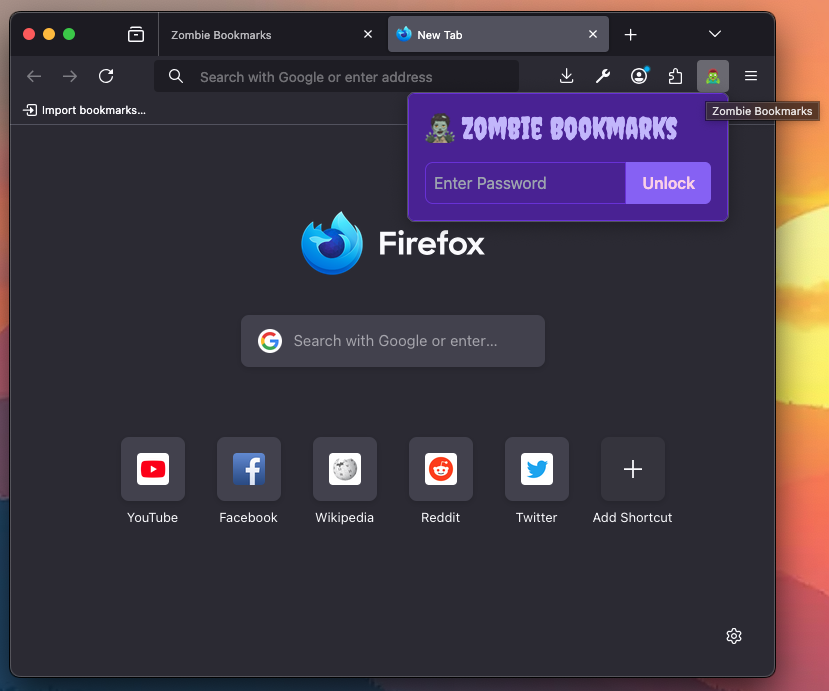 Zombie Bookmarks
New Tab
Search with Google or enter address
Import bookmarks...
Zombie Bookmarks
ZOMBIE BOOKMARKS
Enter Password
Unlock
Firefox
Search with Google or enter...
YouTube
Facebook
Wikipedia
Reddit
Twitter
Add Shortcut